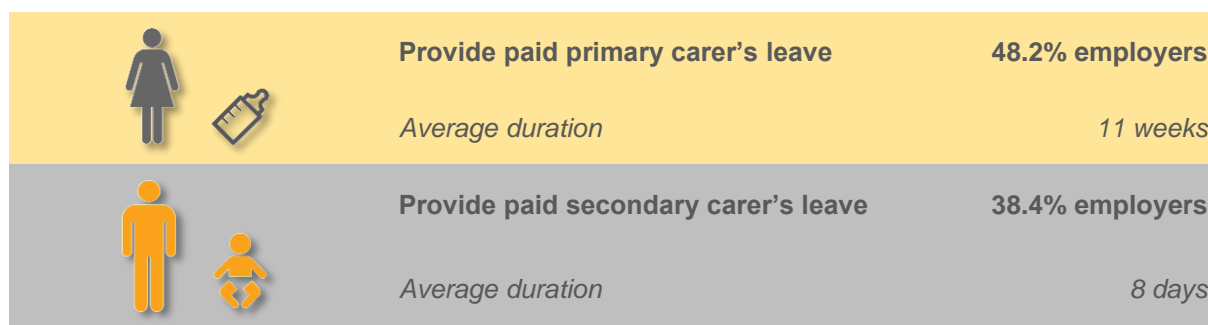 Provide paid primary carer’s leave 48.2% employers
Average duration 11 weeks
Provide paid secondary carer’s leave 38.4% employers
Average duration 8 days